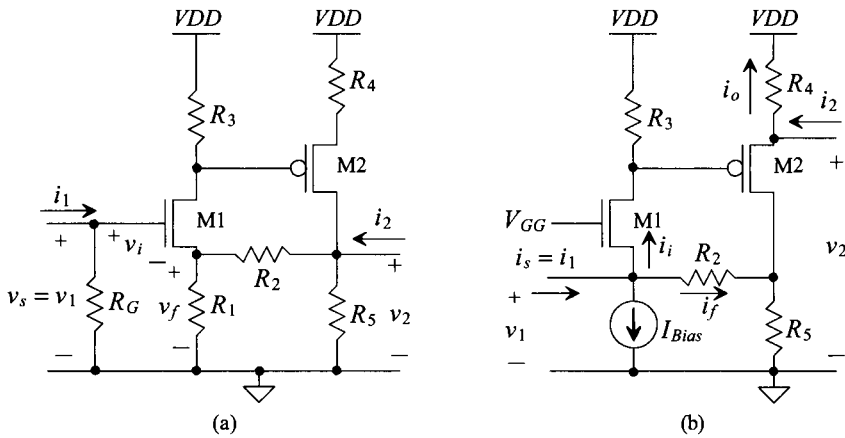 VDD
VDD
R4
R3
M2
i1
M1
i2
+
+
vi
−
+
R2
+
vs = v1
RG
vf
R1
R5
v2
−
−
−
(a)
VDD
VDD
R4
io
i2
R3
M2
+
VGG
M1
ii
is = i1
R2
v2
+
if
v1
IBias
R5
−
−
(b)